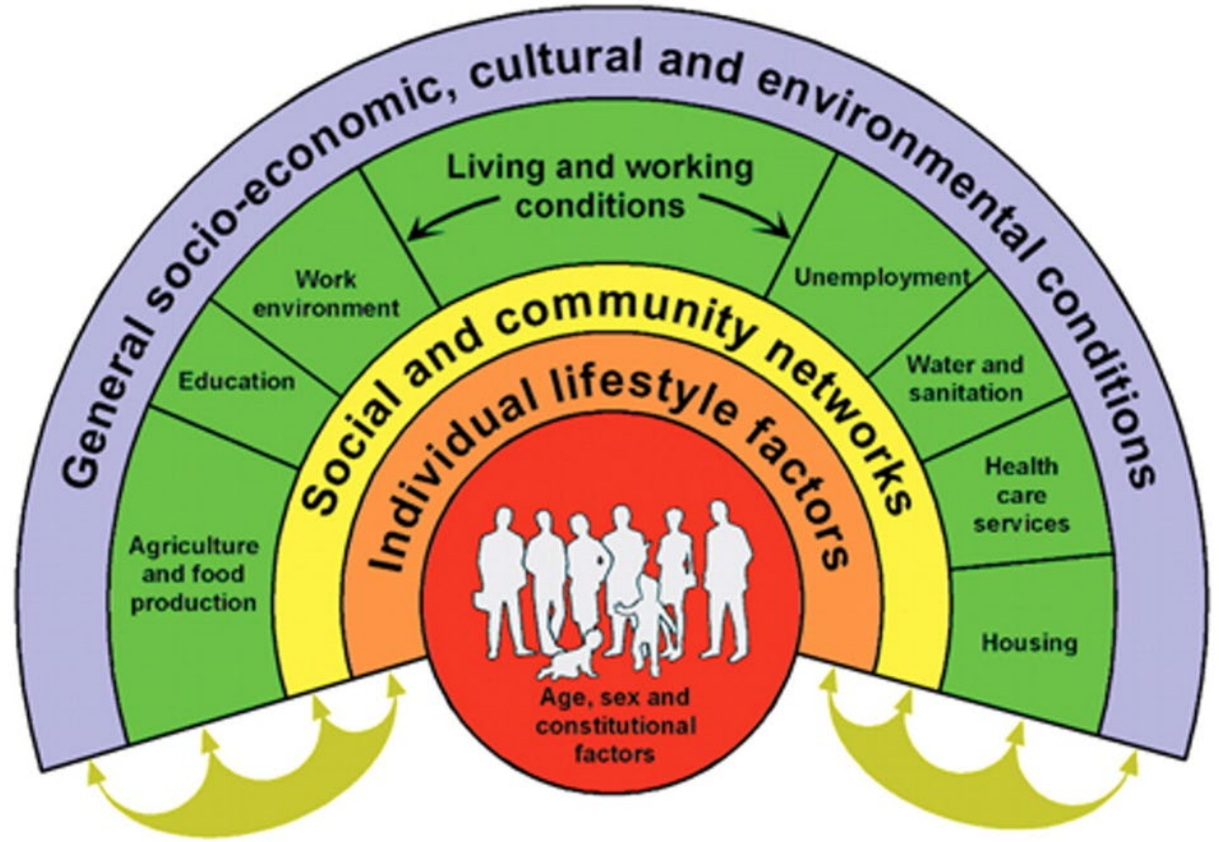 General socio-economic, cultural and environmental conditions
Living and working
conditions
Work
environment
Unemployment
Education
Water and
sanitation
Agriculture
and food
production
Health
care
services
Housing
Social and community networks
Individual lifestyle factors
Age, sex and
constitutional
factors